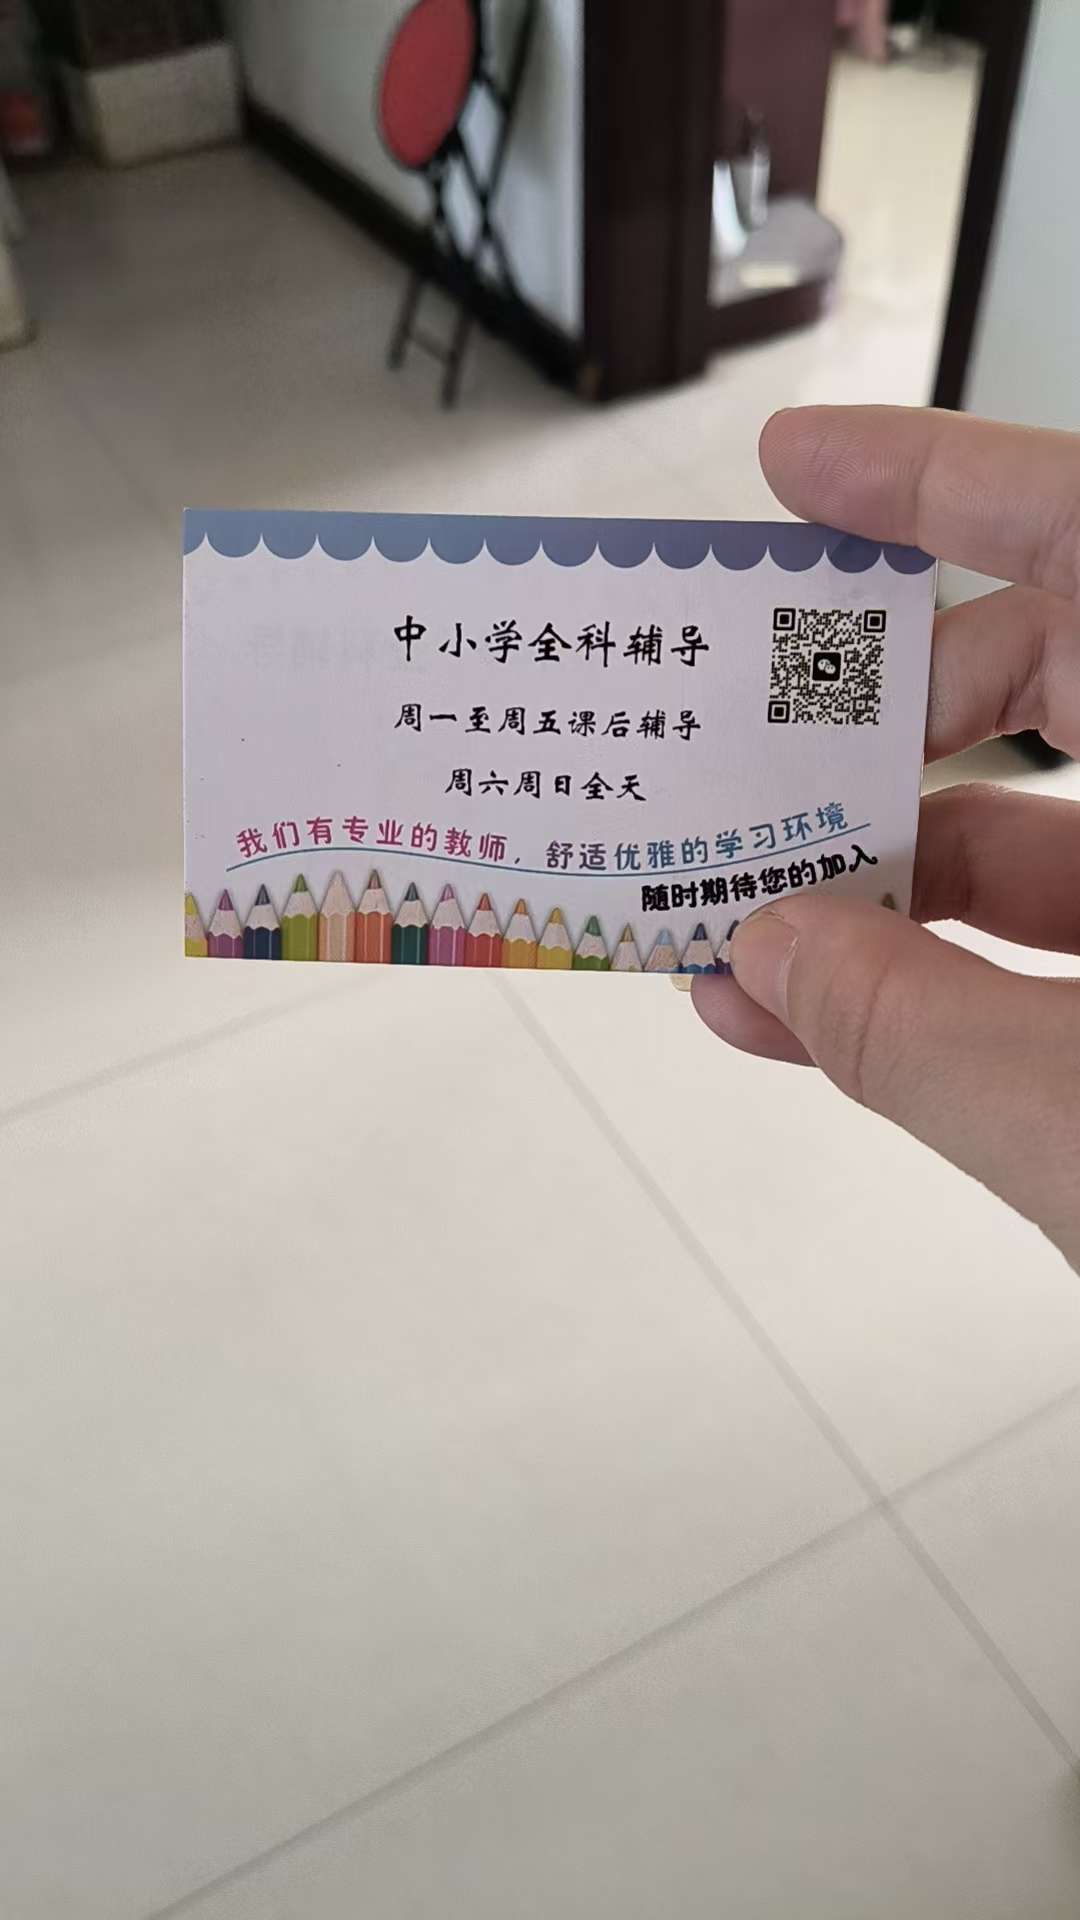 中小学全科辅导
周一至周五课后辅导
周六周日全天
我们有专业的教师，舒适优雅的学习环境
随时期待您的加入